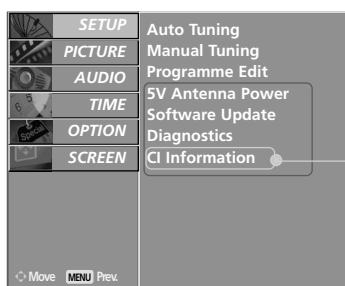 SETUP
PICTURE
AUDIO
TIME
OPTION
SCREEN
Auto Tuning
Manual Tuning
Programme Edit
5V Antenna Power
Software Update
Diagnostics
CI Information
Move MENU Prev.